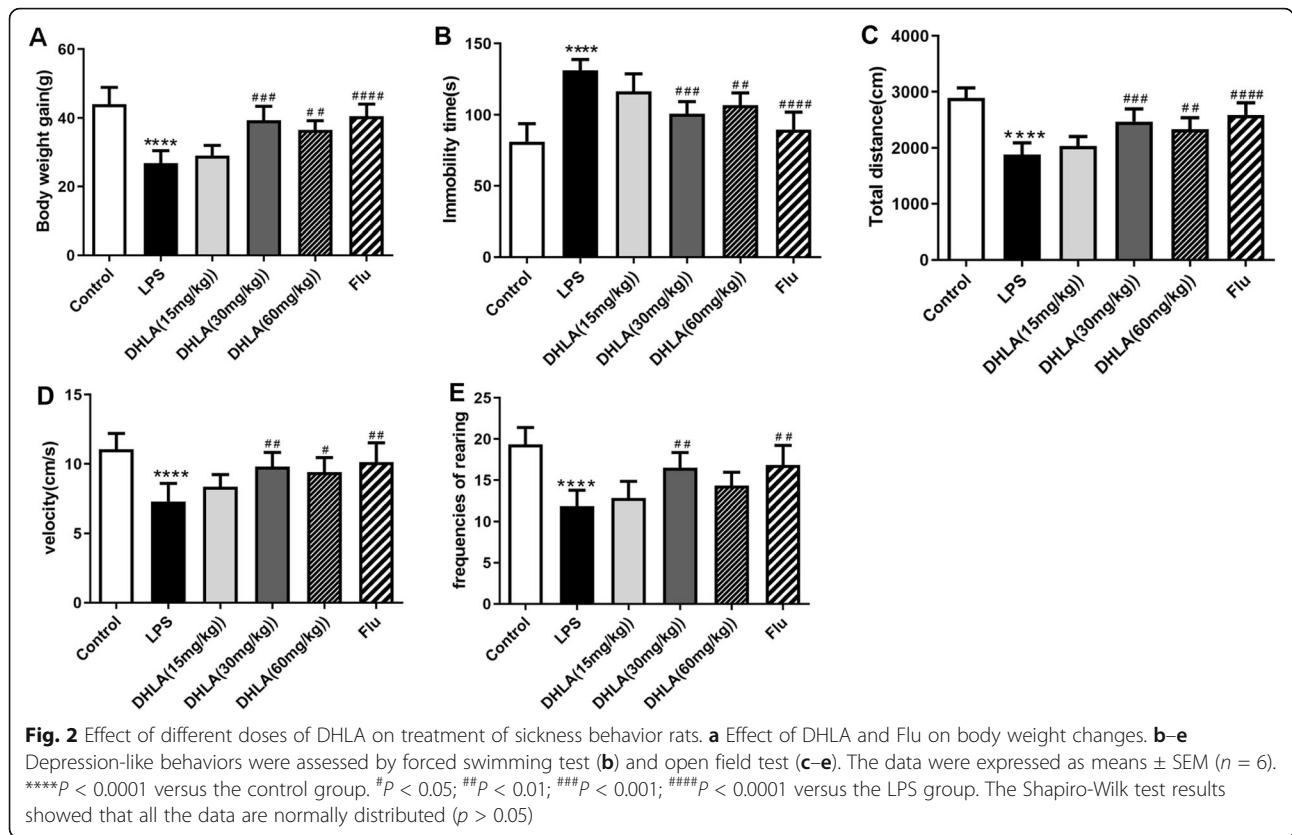 A
Body weight gain(g)
60
40
20
0
****
###
##
####
Control
LPS
DHLA(15mg/kg))
DHLA(30mg/kg))
DHLA(60mg/kg))
Flu
B
Immobility time(s)
150
100
50
0
****
###
##
####
Control
LPS
DHLA(15mg/kg))
DHLA(30mg/kg))
DHLA(60mg/kg))
Flu
C
Total distance(cm)
4000
3000
2000
1000
0
****
###
##
####
Control
LPS
DHLA(15mg/kg))
DHLA(30mg/kg))
DHLA(60mg/kg))
Flu
D
velocity(cm/s)
15
10
5
0
****
##
#
##
Control
LPS
DHLA(15mg/kg))
DHLA(30mg/kg))
DHLA(60mg/kg))
Flu
E
frequencies of rearing
25
20
15
10
5
0
****
##
##
Control
LPS
DHLA(15mg/kg))
DHLA(30mg/kg))
DHLA(60mg/kg))
Flu
Fig. 2 Effect of different doses of DHLA on treatment of sickness behavior rats. a Effect of DHLA and Flu on body weight changes. b–e
Depression-like behaviors were assessed by forced swimming test (b) and open field test (c–e). The data were expressed as means ± SEM (n = 6).
****P < 0.0001 versus the control group. #P < 0.05; ##P < 0.01; ###P < 0.001; ####P < 0.0001 versus the LPS group. The Shapiro-Wilk test results
showed that all the data are normally distributed (p > 0.05)